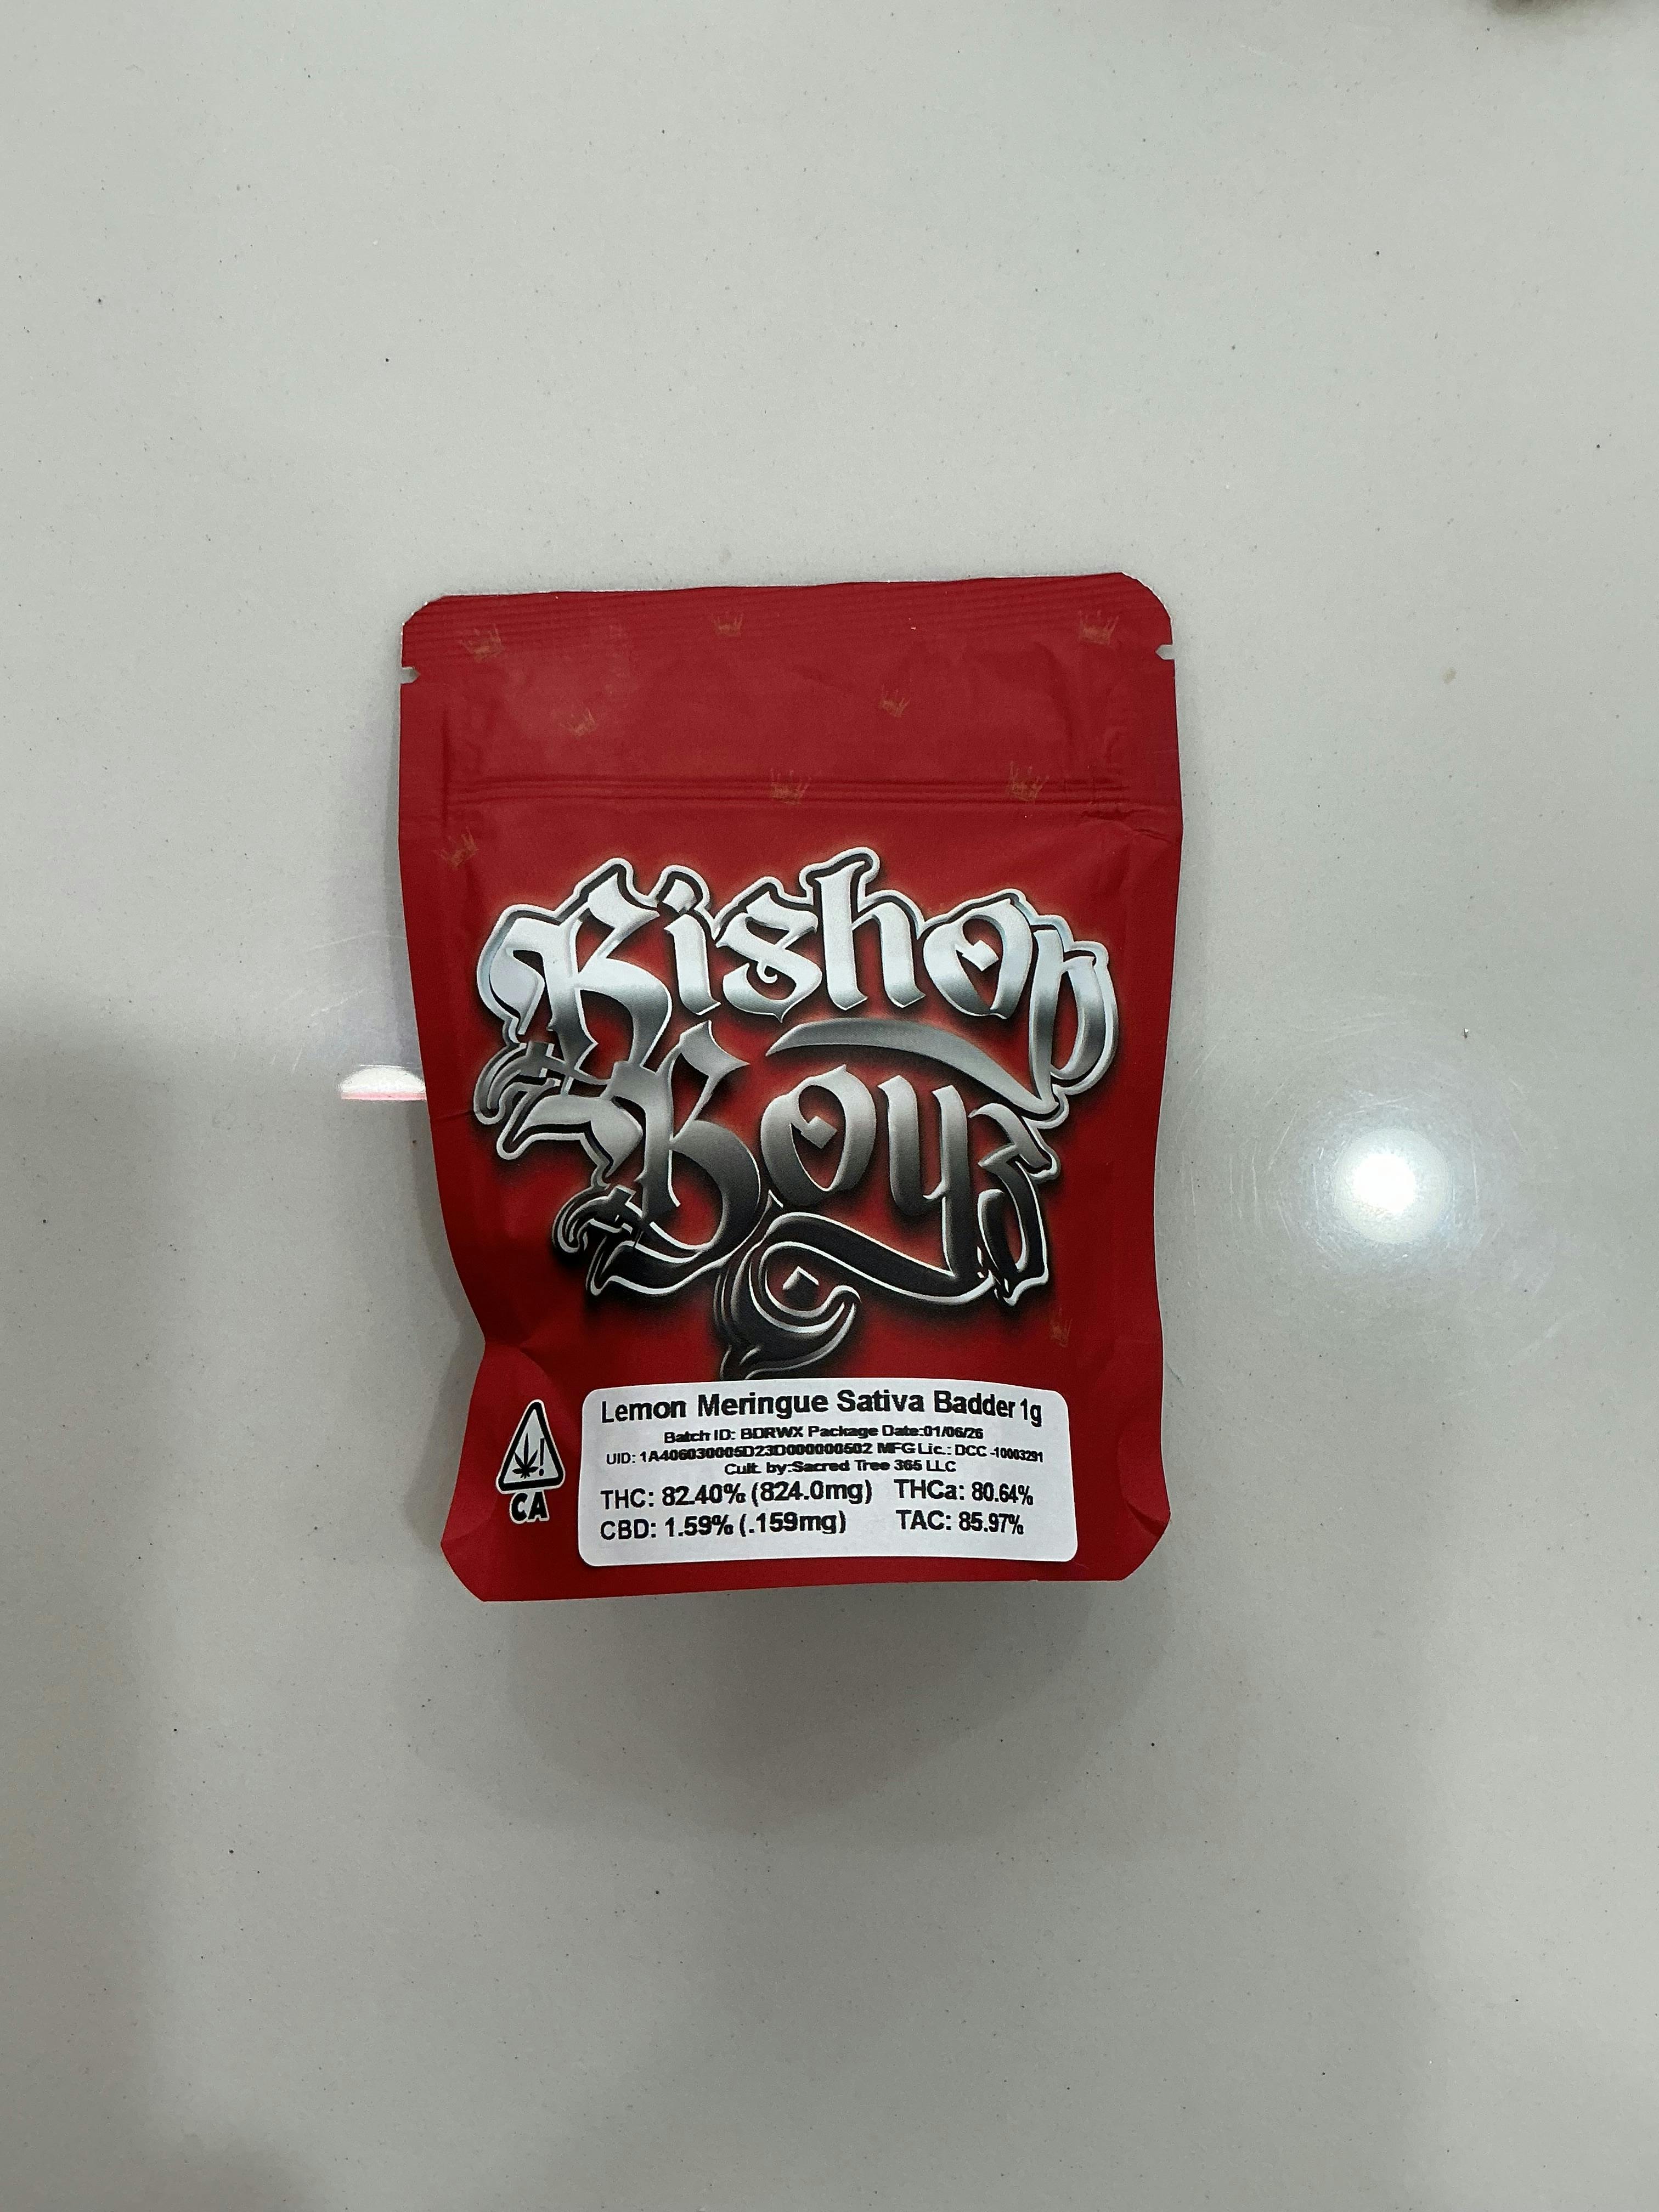 Bishop
Boys
Lemon Meringue Sativa Badder 1g
Batch ID: BDRWX Package Date:01/06/26
UID: 1A406030005D23D000000502 MFG Lic.: DCC -10003291
Cult. by:Sacred Tree 365 LLC
THC: 82.40% (824.0mg) THCa: 80.64%
CBD: 1.59% (.159mg) TAC: 85.97%
!
CA